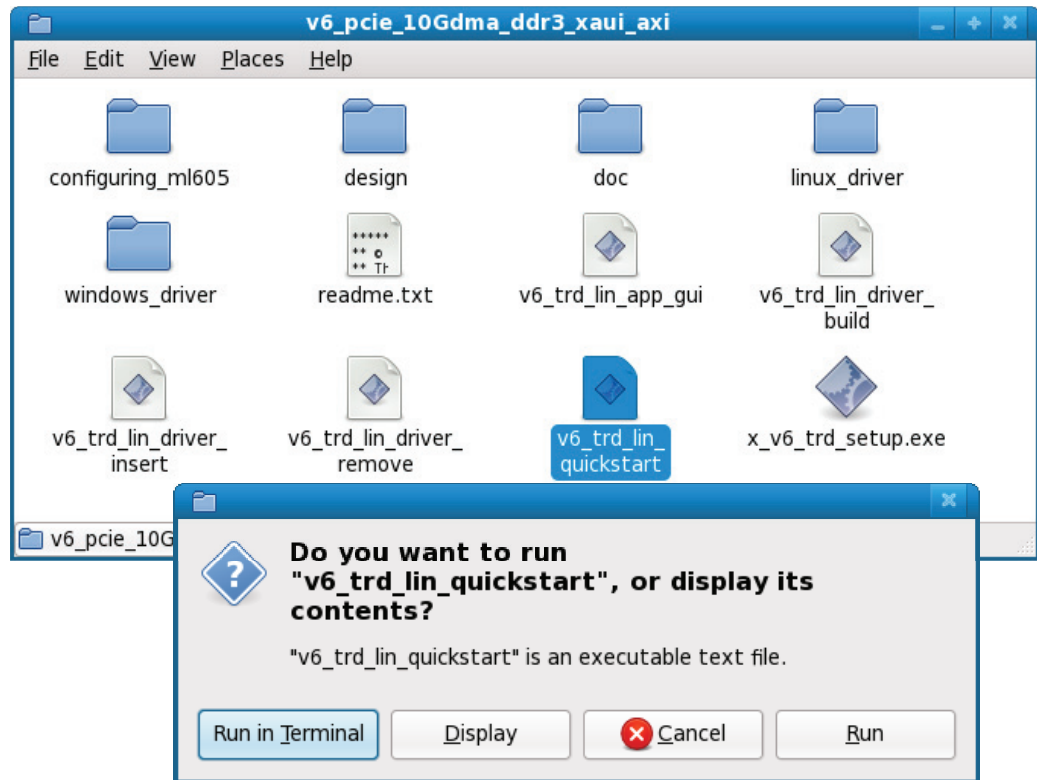 v6_pcie_10Gdma_ddr3_xaui_axi
File Edit View Places Help
configuring_ml605 design doc linux_driver
windows_driver readme.txt v6_trd_lin_app_gui v6_trd_lin_driver_
build
v6_trd_lin_driver_ v6_trd_lin_driver_ v6_trd_lin_ x_v6_trd_setup.exe
insert remove quickstart
v6_pcie_10G
Do you want to run
"v6_trd_lin_quickstart", or display its
contents?
"v6_trd_lin_quickstart" is an executable text file.
Run in Terminal Display Cancel Run